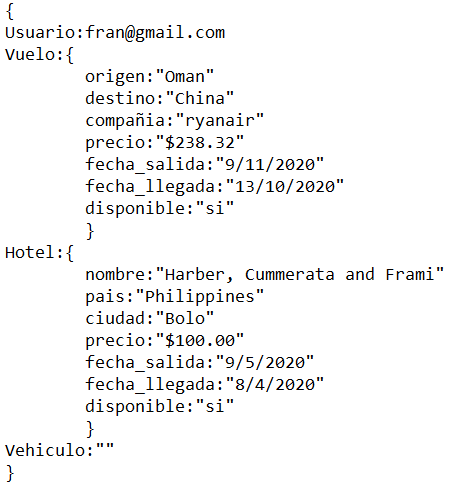 {
Usuario:fran@gmail.com
Vuelo:{
origen:"Oman"
destino:"China"
compañia:"ryanair"
precio:"$238.32"
fecha_salida:"9/11/2020"
fecha_llegada:"13/10/2020"
disponible:"si"
}
Hotel:{
nombre:"Harber, Cummerata and Frami"
pais:"Philippines"
ciudad:"Bolo"
precio:"$100.00"
fecha_salida:"9/5/2020"
fecha_llegada:"8/4/2020"
disponible:"si"
}
Vehiculo:""
}